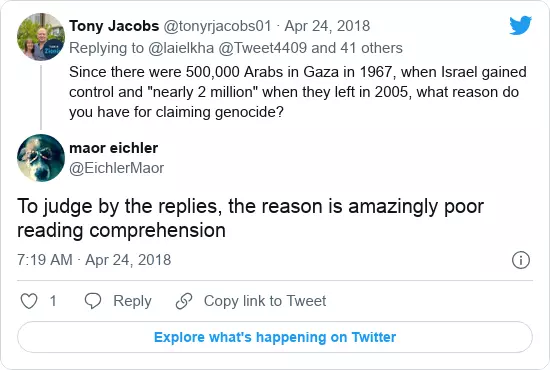 Tony Jacobs @tonyrjacobs01 · Apr 24, 2018
Replying to @laielkha @Tweet4409 and 41 others
Since there were 500,000 Arabs in Gaza in 1967, when Israel gained
control and "nearly 2 million" when they left in 2005, what reason do
you have for claiming genocide?
maor eichler
@EichlerMaor
To judge by the replies, the reason is amazingly poor
reading comprehension
7:19 AM · Apr 24, 2018
1 Reply Copy link to Tweet
Explore what's happening on Twitter